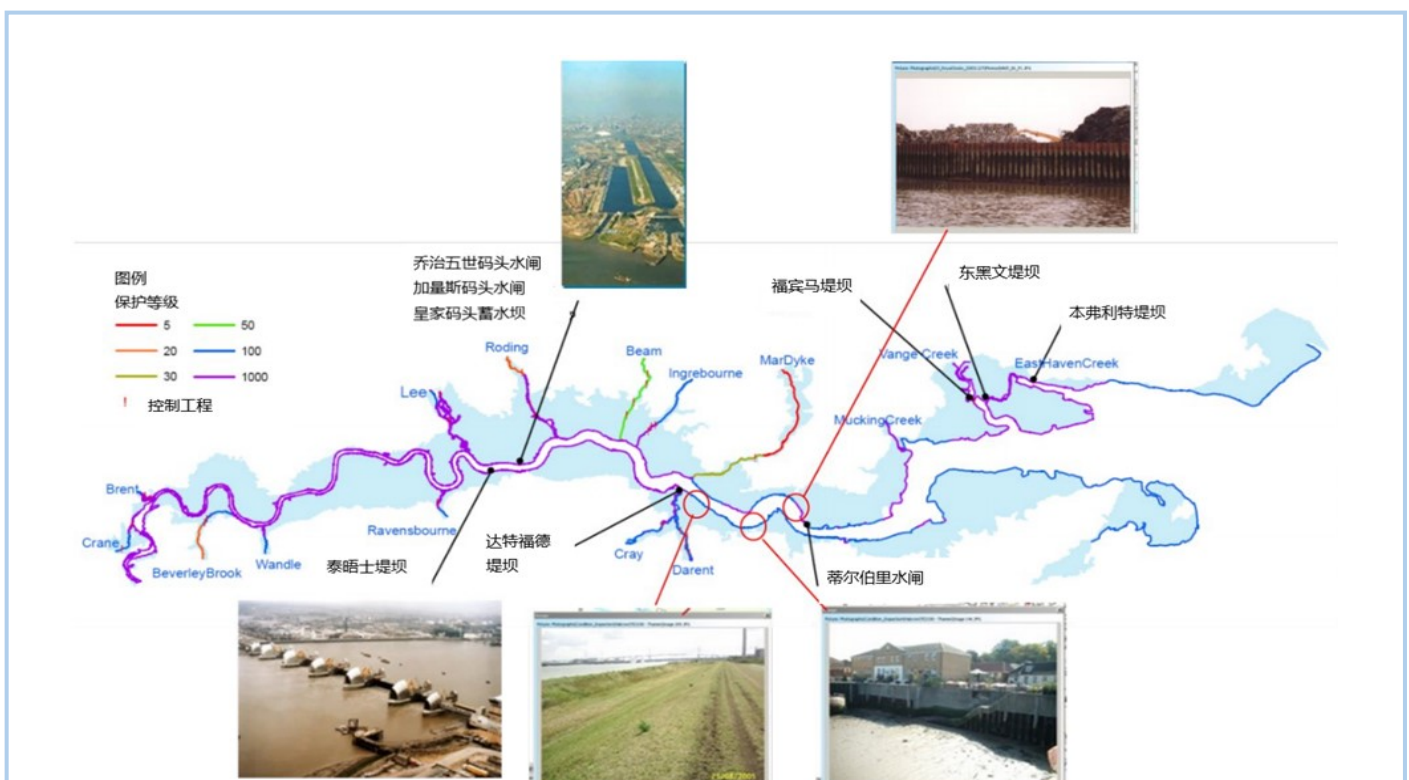 乔治五世码头水闸
加量斯码头水闸
皇家码头蓄水坝
福宾马堤坝
东黑文堤坝
本弗利特堤坝
图例
保护等级
5
50
20
100
30
1000
控制工程
Roding
Beam
Ingrebourne
MarDyke
Vange Creek
EastHavenCreek
Lee
MuckingCreek
Brent
Crane
BeverleyBrook
Wandle
Ravensbourne
泰晤士堤坝
达特福德
堤坝
Cray
Darent
蒂尔伯里水闸